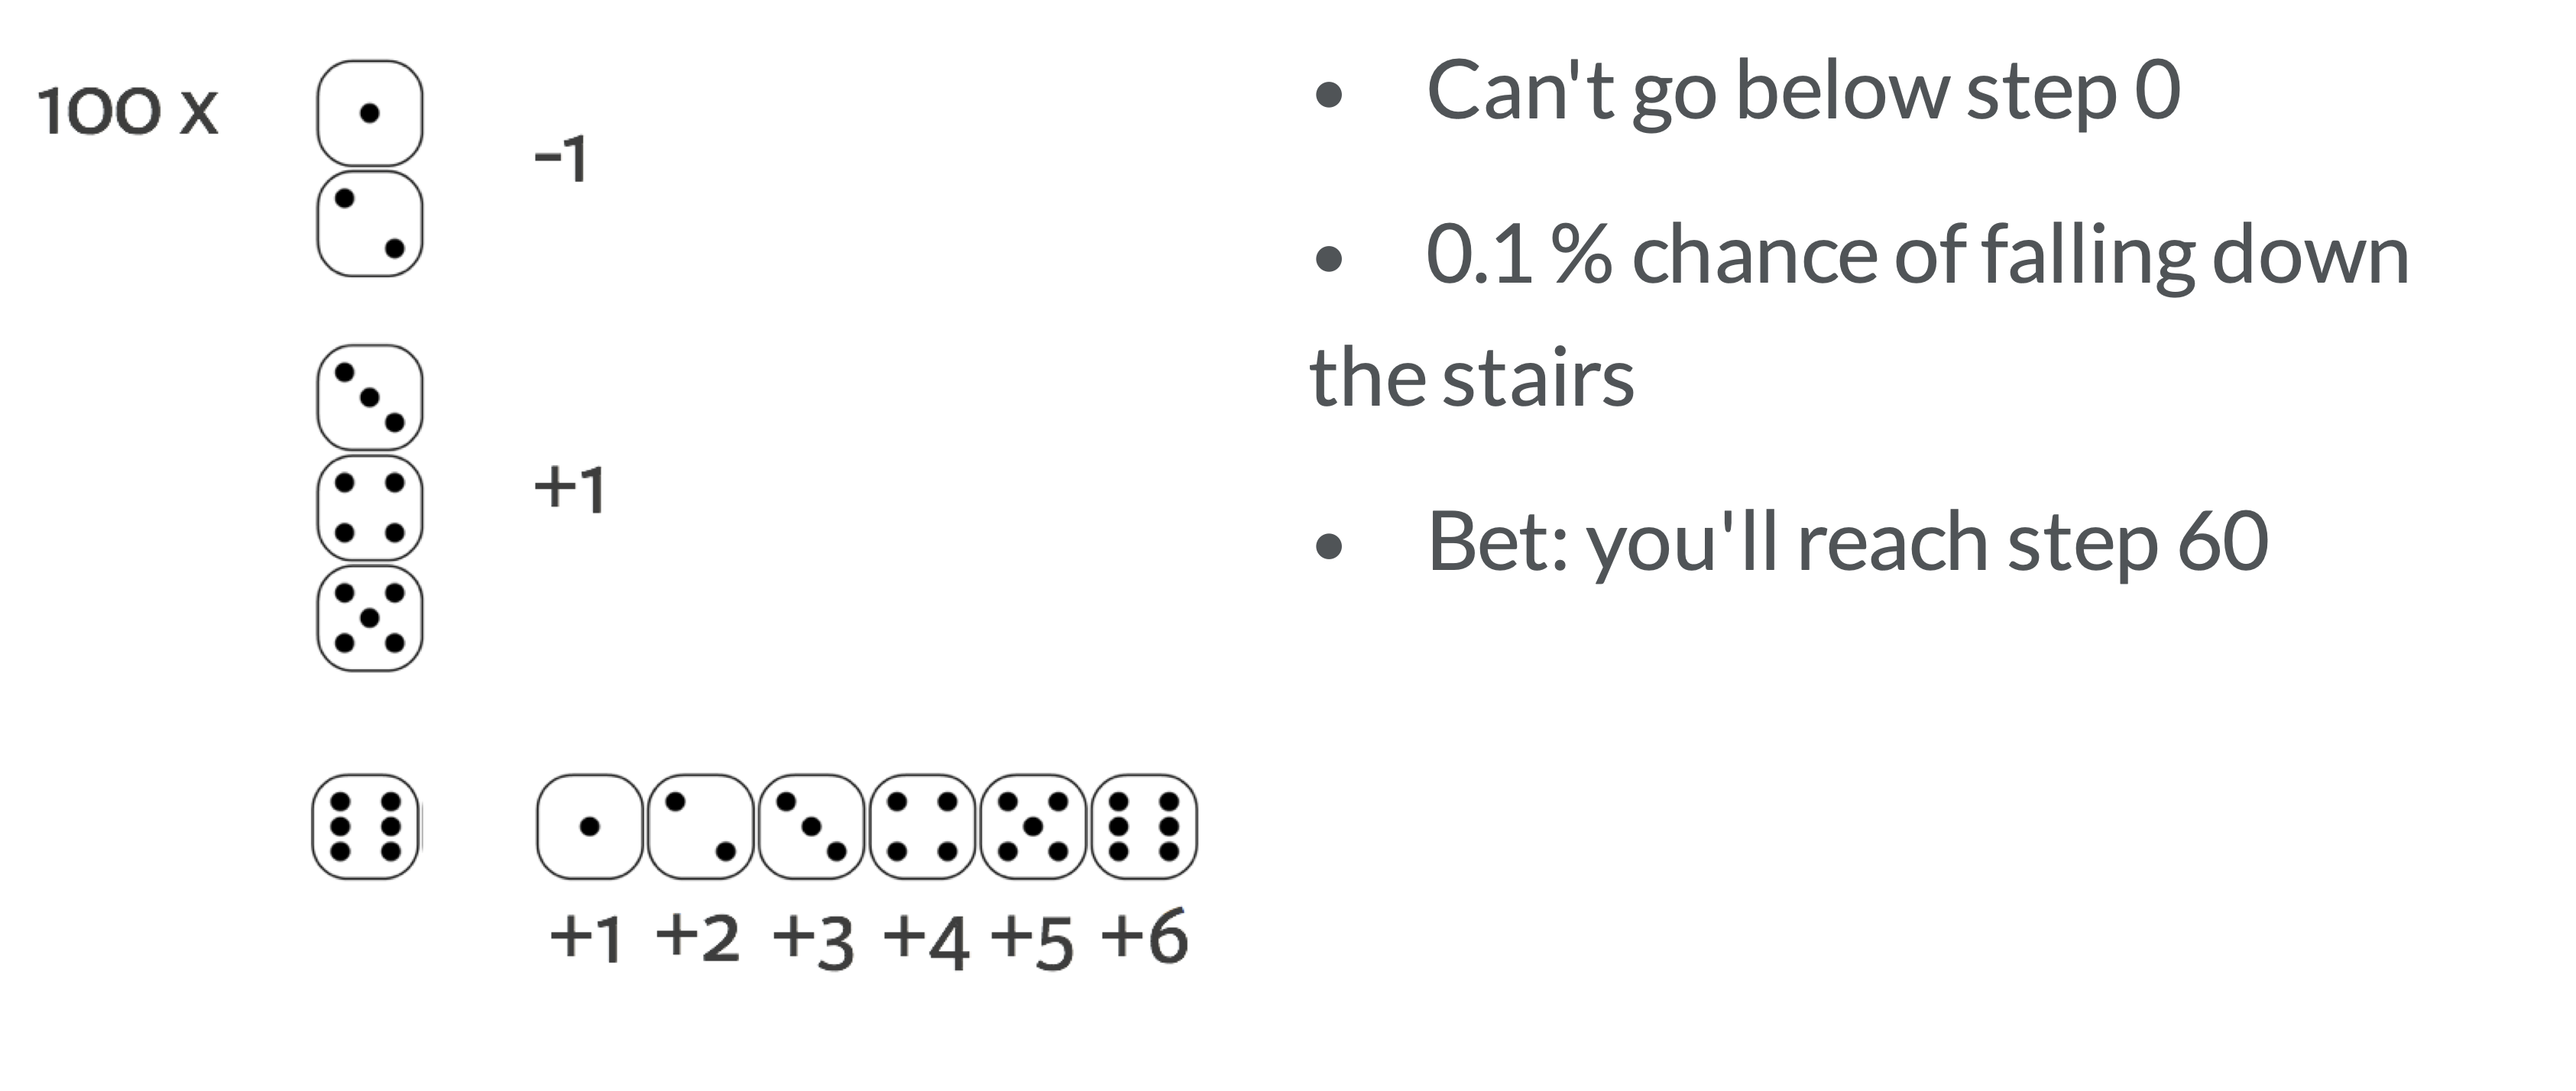 100 x
-1
+1
+1 +2 +3 +4 +5 +6
• Can't go below step 0
• 0.1 % chance of falling down
the stairs
• Bet: you'll reach step 60